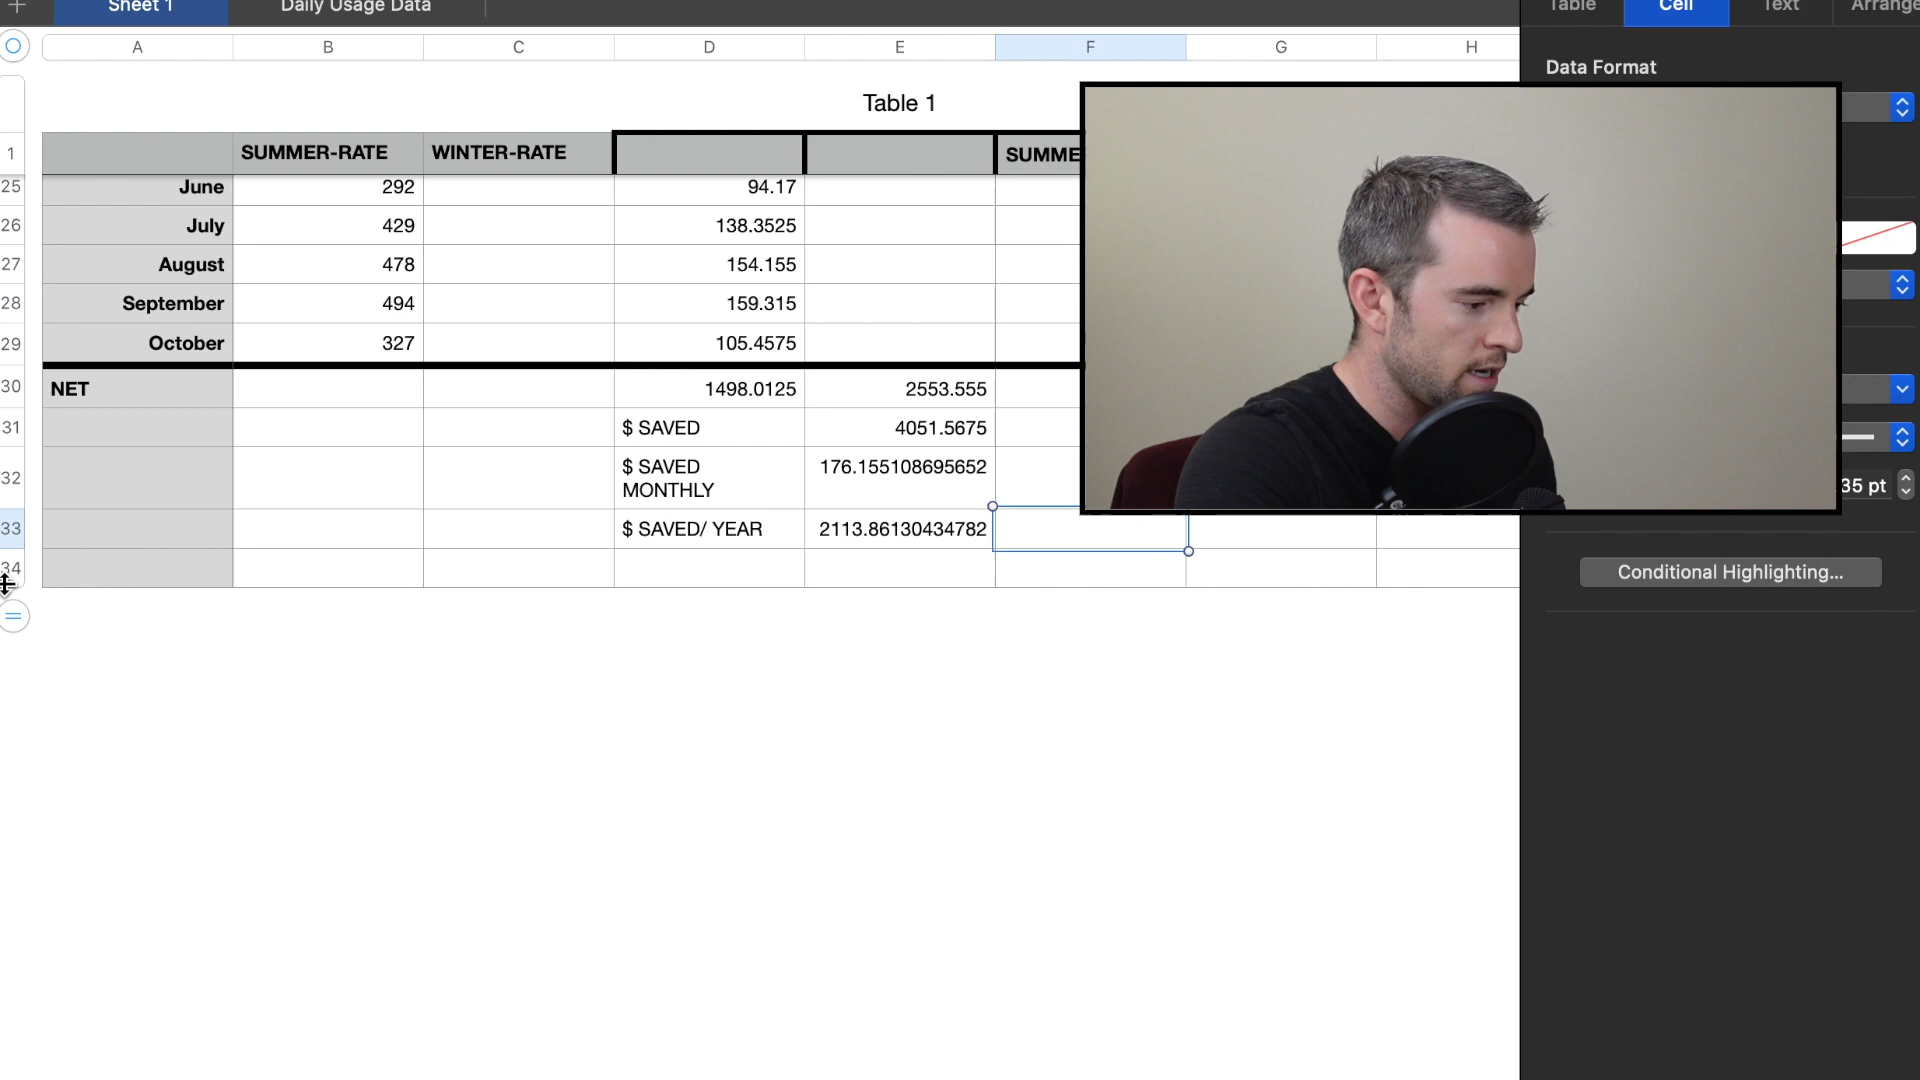 Sheet 1 Daily Usage Data Table Cell Text Arrange
A B C D E F G H
Data Format
Table 1
1 SUMMER-RATE WINTER-RATE SUMME
25 June 292 94.17
26 July 429 138.3525
27 August 478 154.155
28 September 494 159.315
29 October 327 105.4575
30 NET 1498.0125 2553.555
31 $ SAVED 4051.5675
32 $ SAVED 176.155108695652
MONTHLY
35 pt
33 $ SAVED/ YEAR 2113.86130434782
34
Conditional Highlighting...